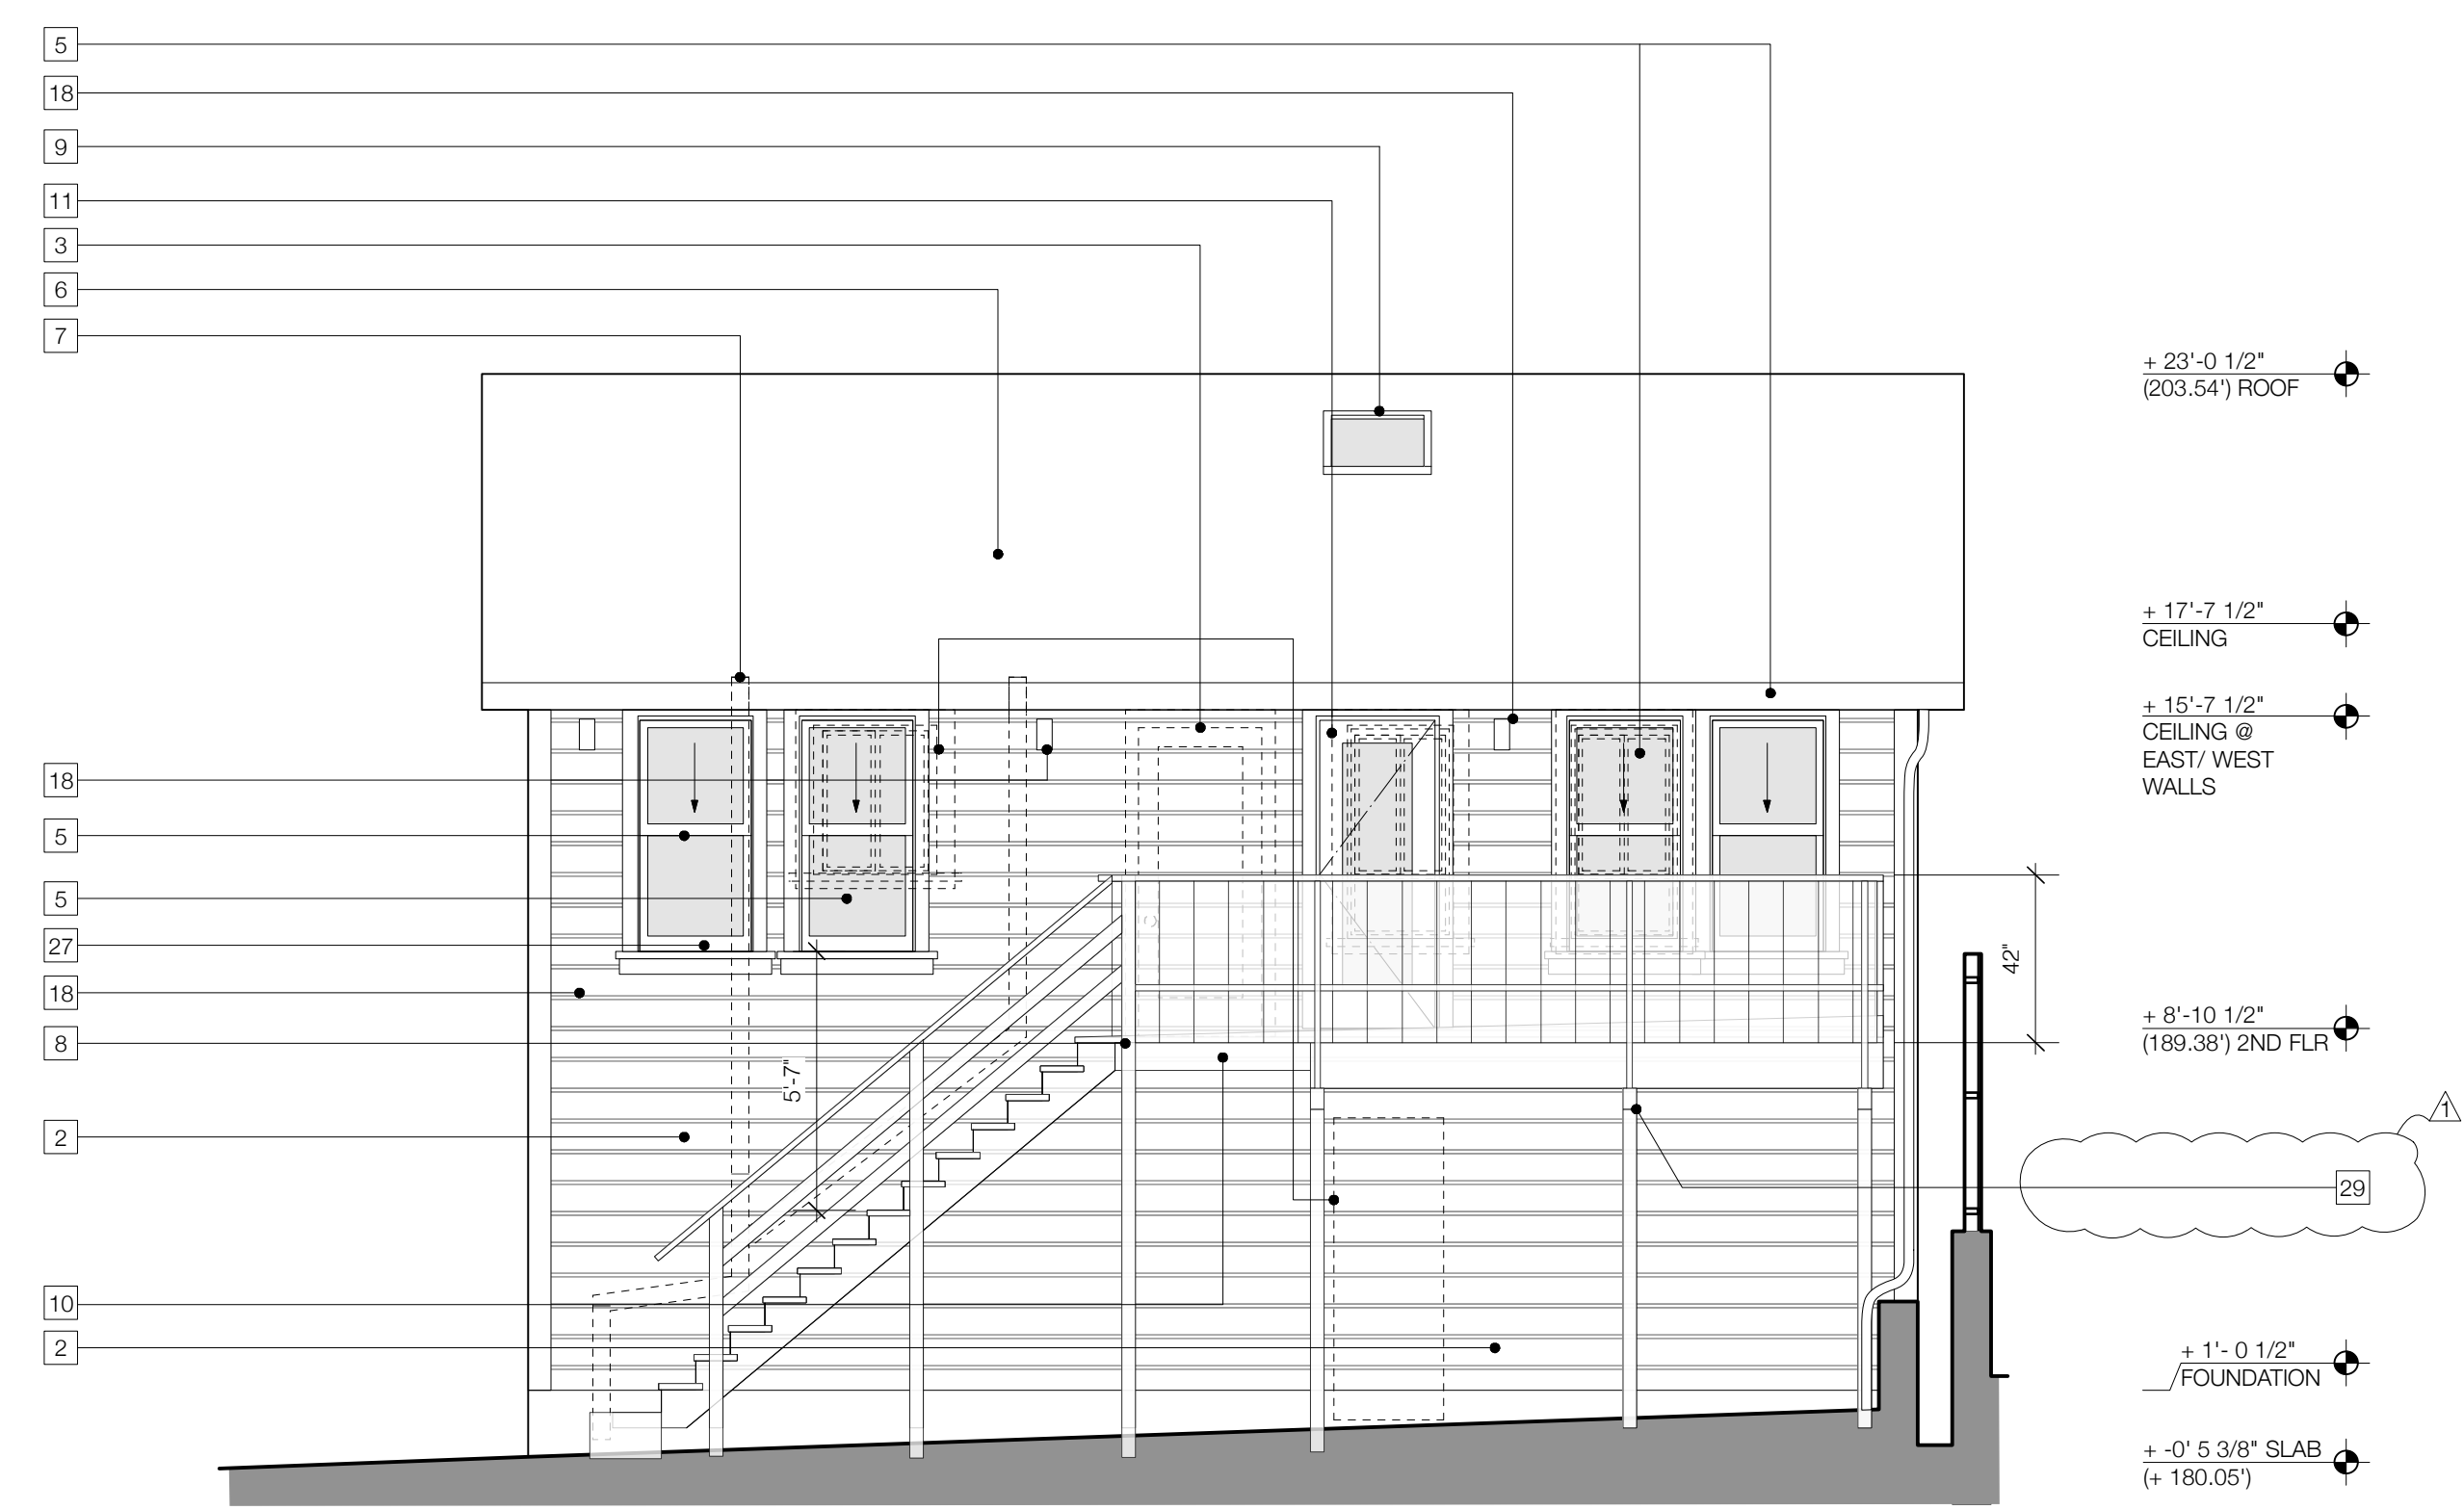 5
18
9
11
3
6
7
+ 23'-0 1/2"
(203.54') ROOF
+ 17'-7 1/2"
CEILING
+ 15'-7 1/2"
CEILING @
EAST/ WEST
WALLS
18
5
5
27
18
8
2
10
2
5'-7"
42"
+ 8'-10 1/2"
(189.38') 2ND FLR
1
29
+ 1'- 0 1/2"
FOUNDATION
+ -0' 5 3/8" SLAB
(+ 180.05')